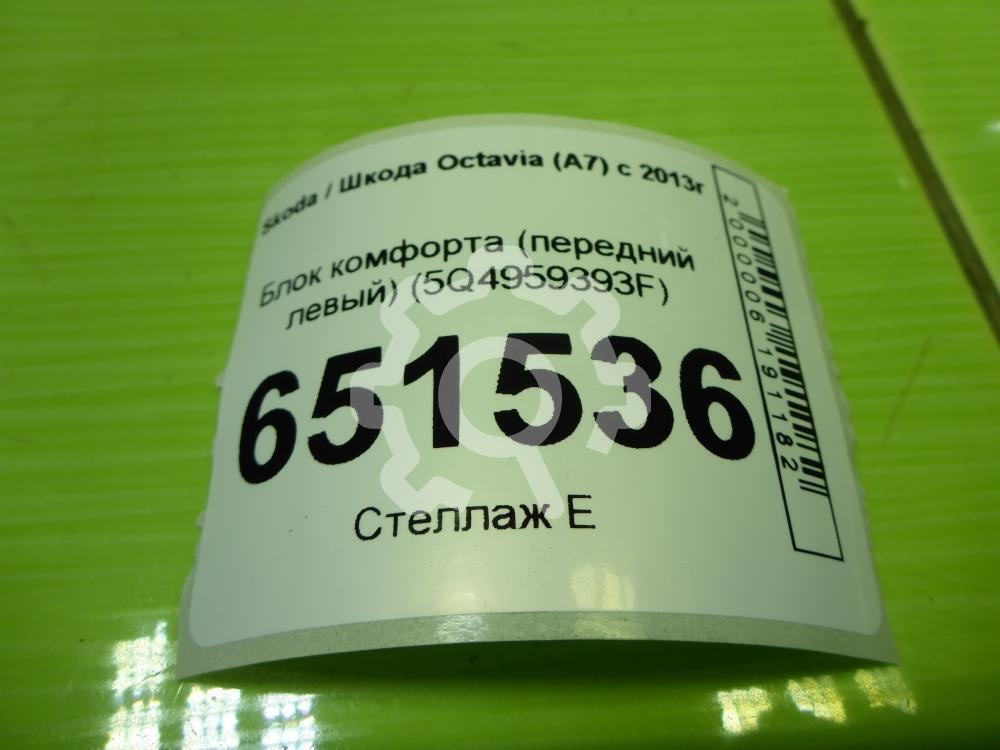 Skoda / Шкода Octavia (A7) с 2013г
Блок комфорта (передний
левый) (5Q4959393F)
651536
Стеллаж Е
2000006191182